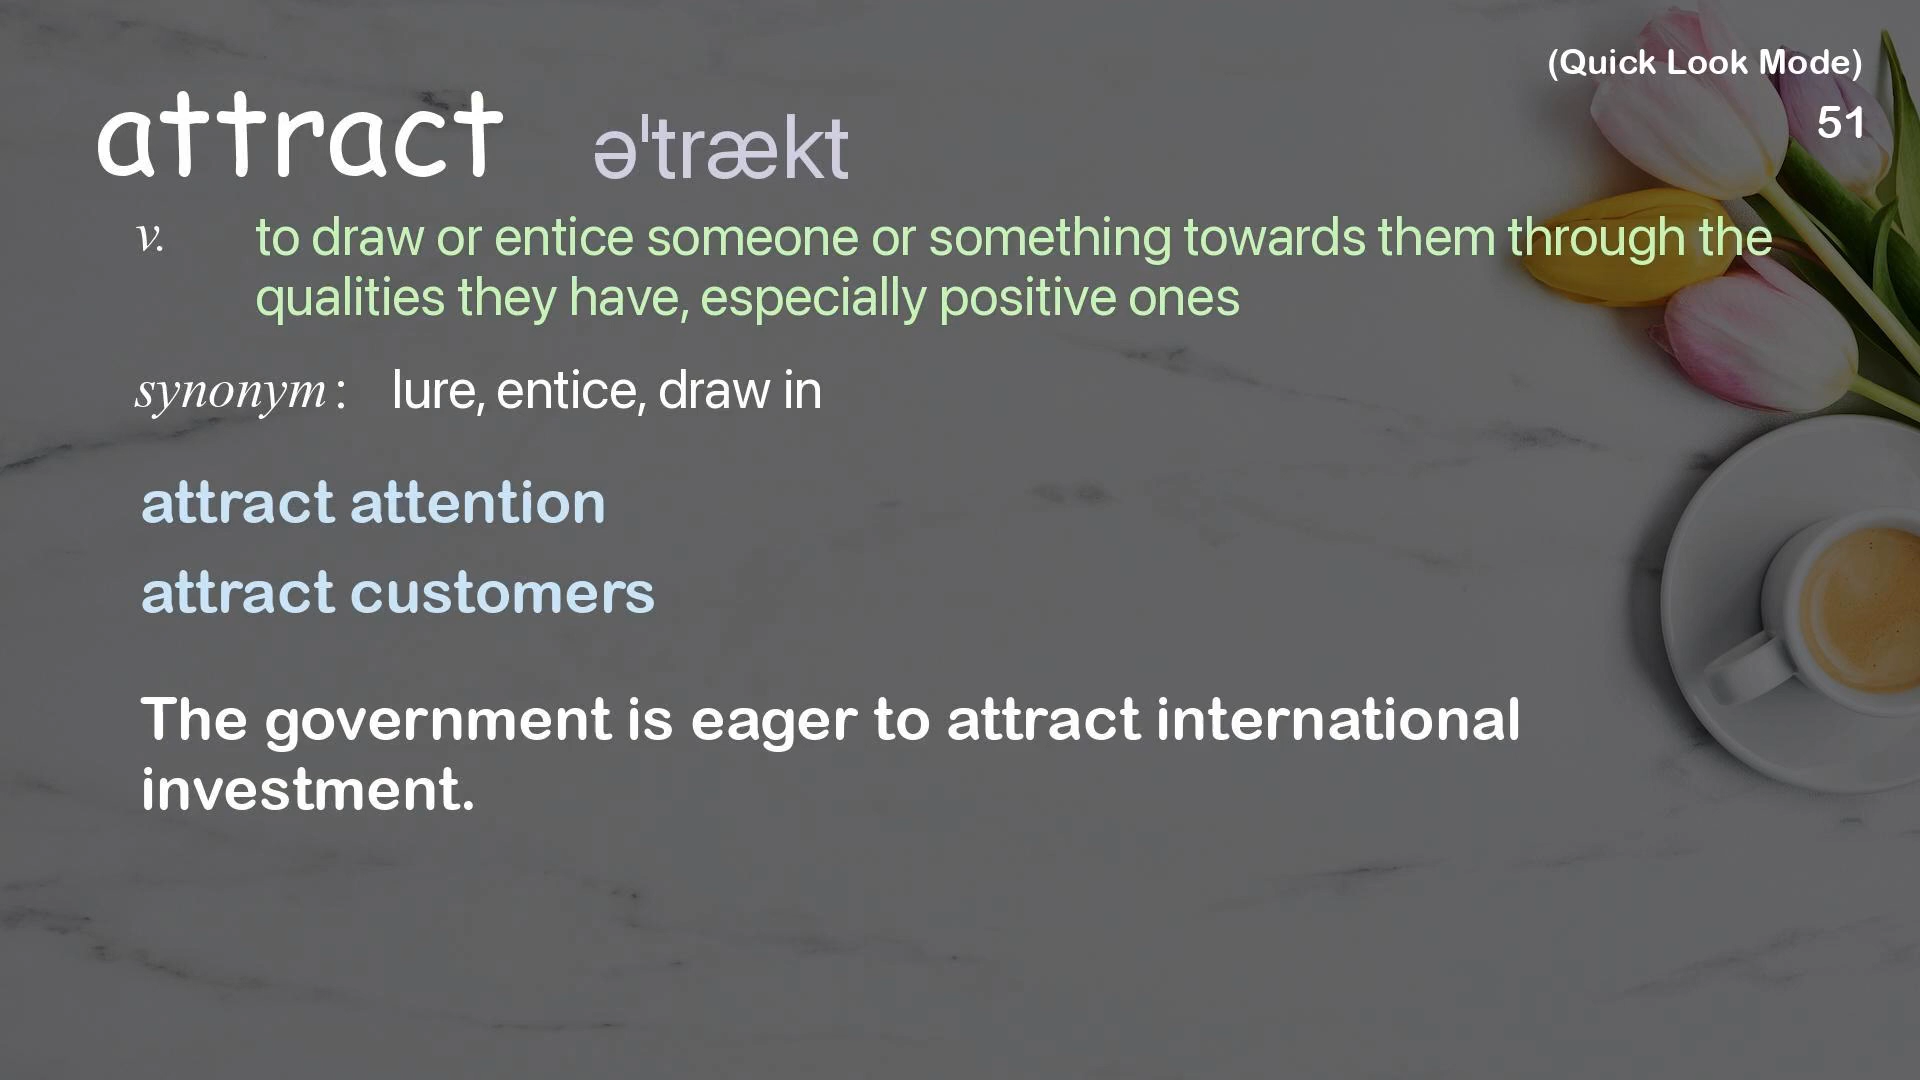 (Quick Look Mode)
51
attract əˈtrækt
v. to draw or entice someone or something towards them through the
qualities they have, especially positive ones
synonym: lure, entice, draw in
attract attention
attract customers
The government is eager to attract international
investment.